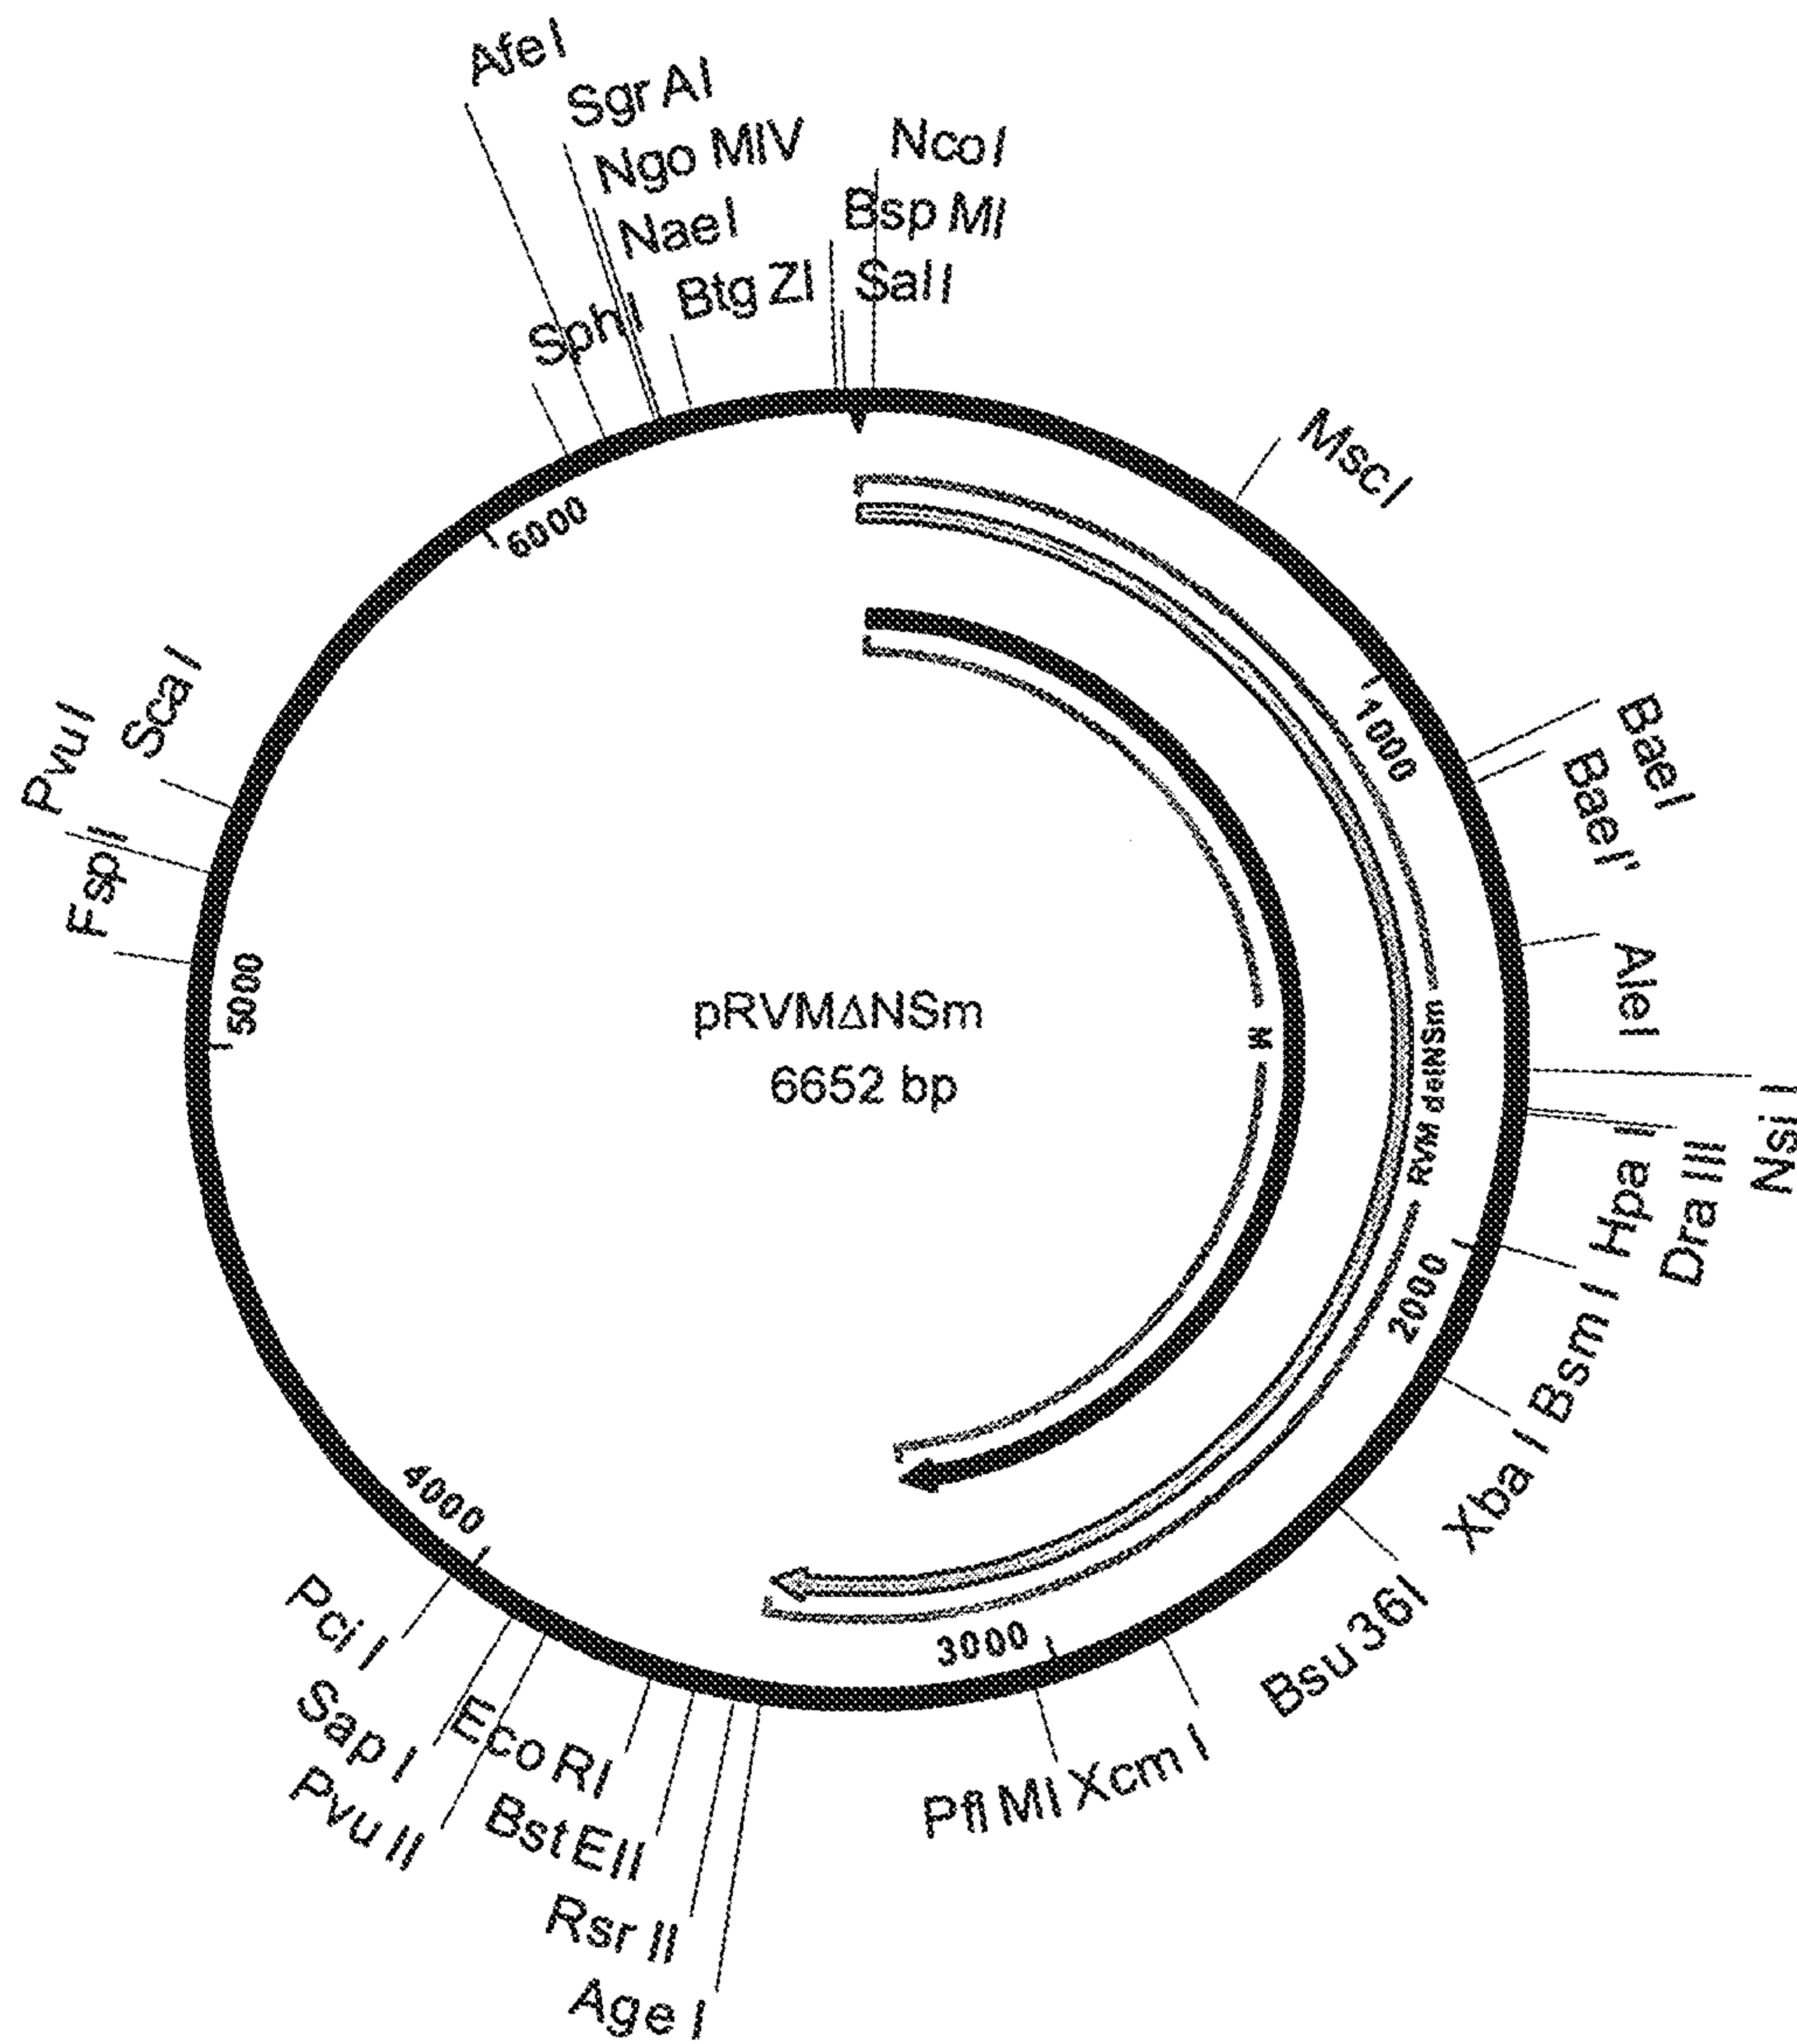 Afe I
Sgr AI
Ngo MIV
Nae I
Btg ZI
Sph I
Nco I
Bsp MI
Sal I
Msc I
1000
Bae I
Bae I'
Ale I
Nsi I
Dra III
Hpa I
2000
Bsm I
Xba I
Bsu 36I
Xcm I
Pfl MI
3000
Age I
Rsr II
Bst EII
Eco RI
Pvu II
Sap I
Pci I
4000
5000
Fsp I
Pvu I
Sca I
6000
RVM delNSm
M
pRVMΔNSm
6652 bp